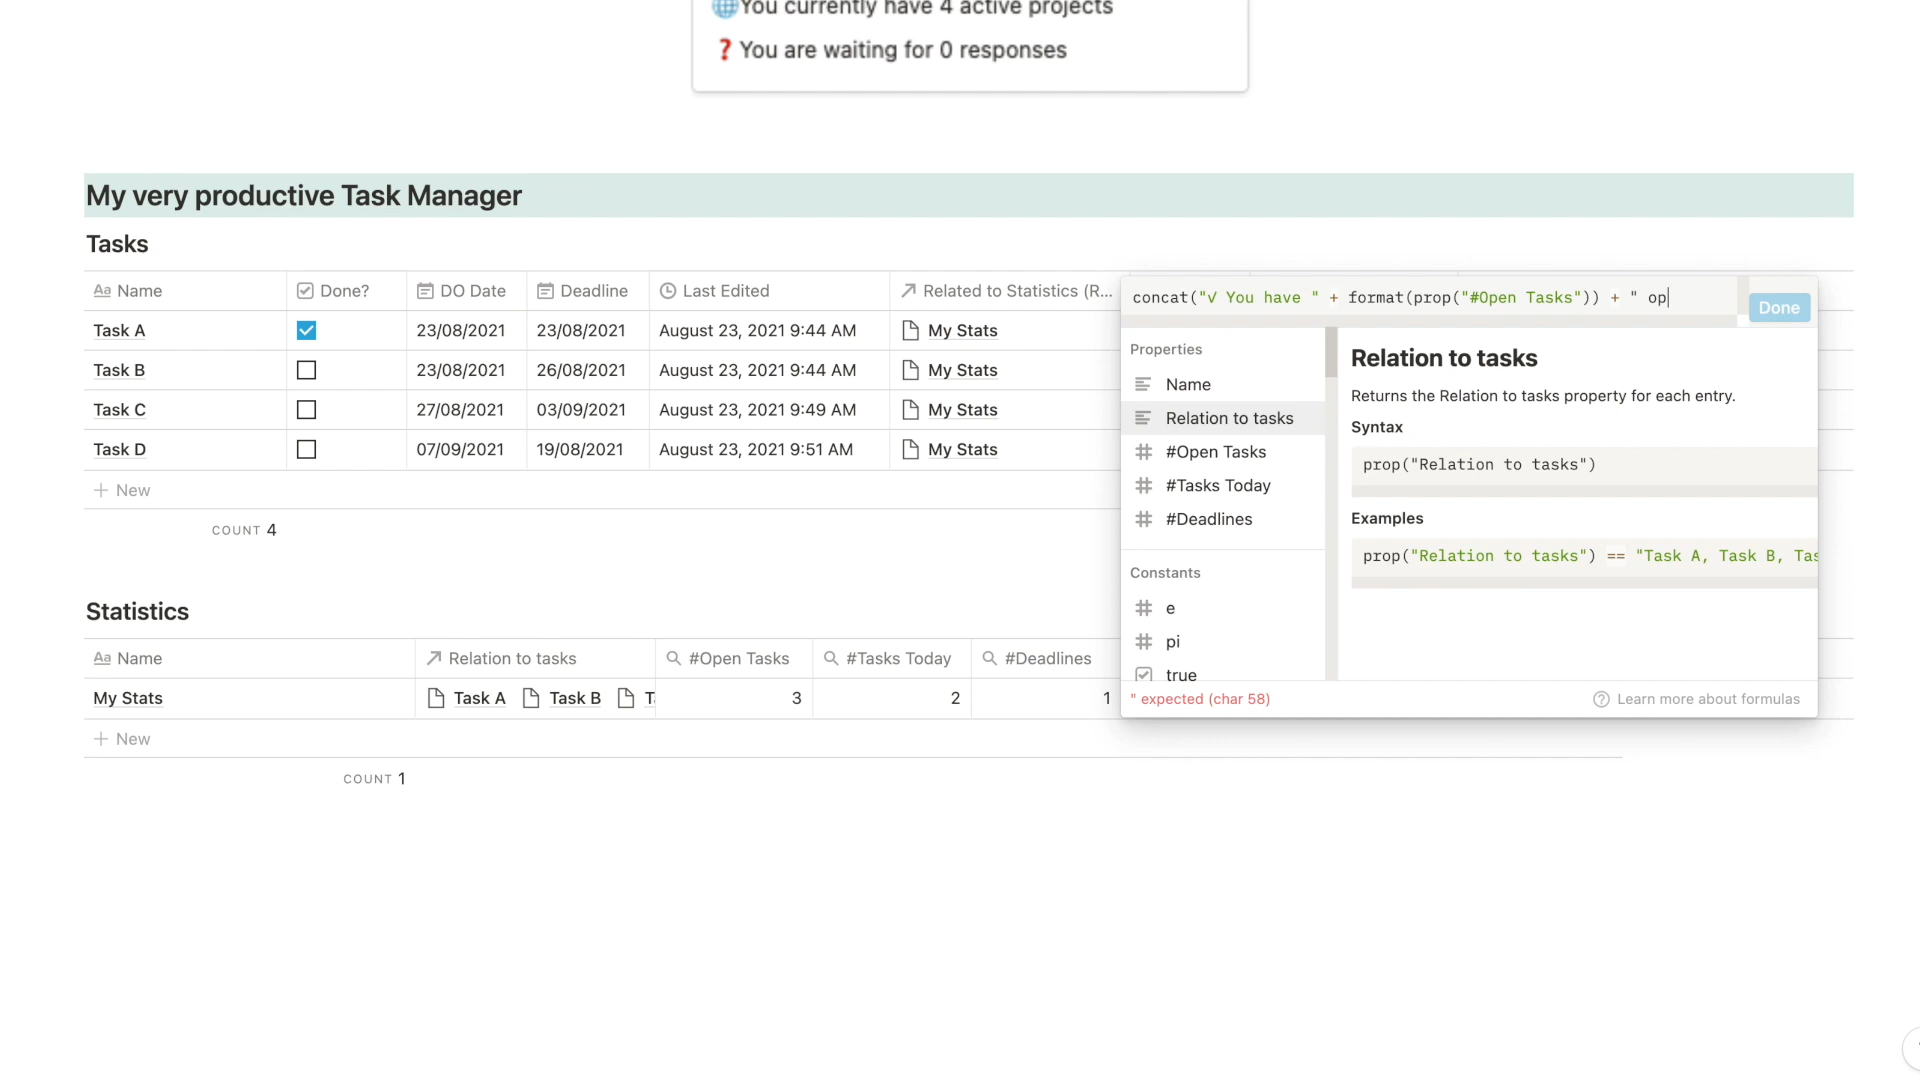 You currently have 4 active projects
❓ You are waiting for 0 responses
My very productive Task Manager
Tasks
Aa Name Done? DO Date Deadline Last Edited Related to Statistics (R...
Task A 23/08/2021 23/08/2021 August 23, 2021 9:44 AM My Stats
Task B 23/08/2021 26/08/2021 August 23, 2021 9:44 AM My Stats
Task C 27/08/2021 03/09/2021 August 23, 2021 9:49 AM My Stats
Task D 07/09/2021 19/08/2021 August 23, 2021 9:51 AM My Stats
+ New
COUNT 4
Statistics
Aa Name Relation to tasks #Open Tasks #Tasks Today #Deadlines
My Stats Task A Task B T 3 2 1
+ New
COUNT 1
concat("√ You have " + format(prop("#Open Tasks")) + " op
Done
Properties
Name
Relation to tasks
#Open Tasks
#Tasks Today
#Deadlines
Constants
e
pi
true
Relation to tasks
Returns the Relation to tasks property for each entry.
Syntax
prop("Relation to tasks")
Examples
prop("Relation to tasks") == "Task A, Task B, Tas
" expected (char 58)
Learn more about formulas